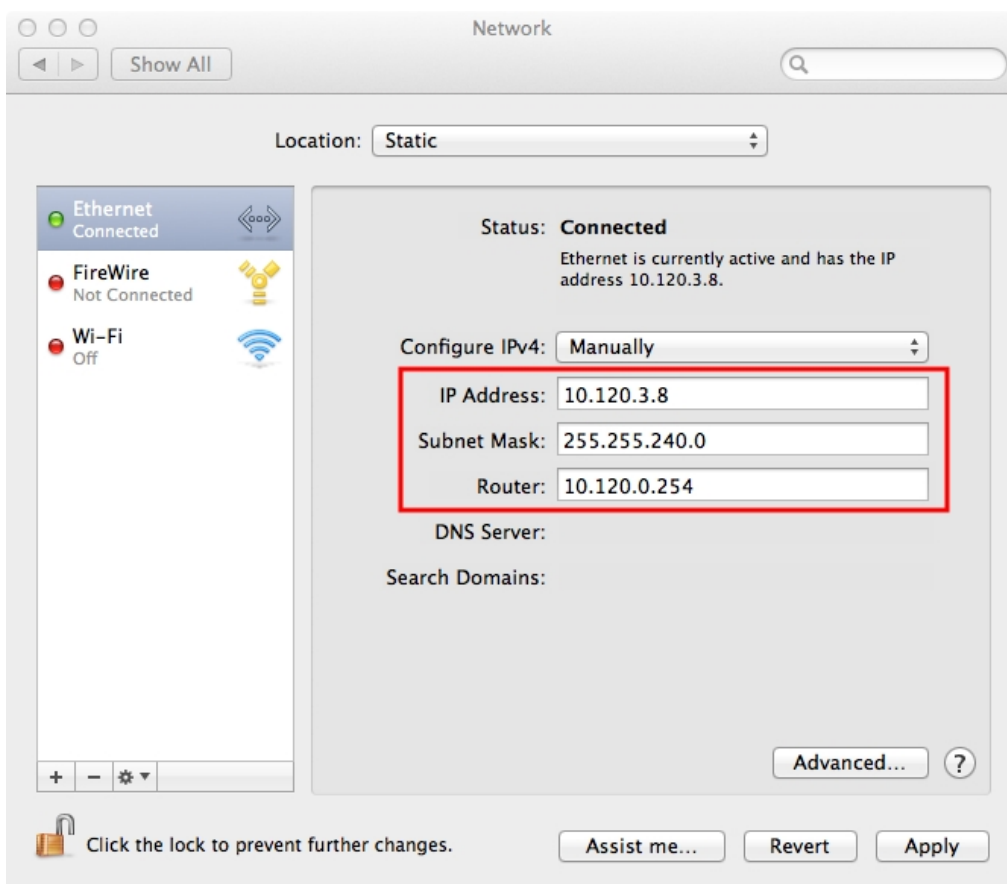 Network
Show All
Location: Static
Ethernet
Connected
FireWire
Not Connected
Wi-Fi
Off
Status: Connected
Ethernet is currently active and has the IP
address 10.120.3.8.
Configure IPv4: Manually
IP Address: 10.120.3.8
Subnet Mask: 255.255.240.0
Router: 10.120.0.254
DNS Server:
Search Domains:
Advanced... ?
Click the lock to prevent further changes.
Assist me... Revert Apply